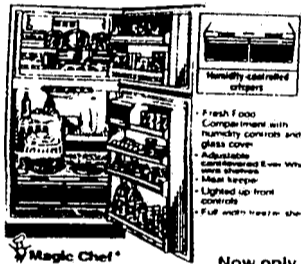 Humidity-controlled
crispers
• Fresh Food
Compartment with
humidity controls and
glass cover
• Adjustable
cantilevered
shelves
• Meat keeper
• Lighted up front
controls
• Full width freezer
Magic Chef
Now only